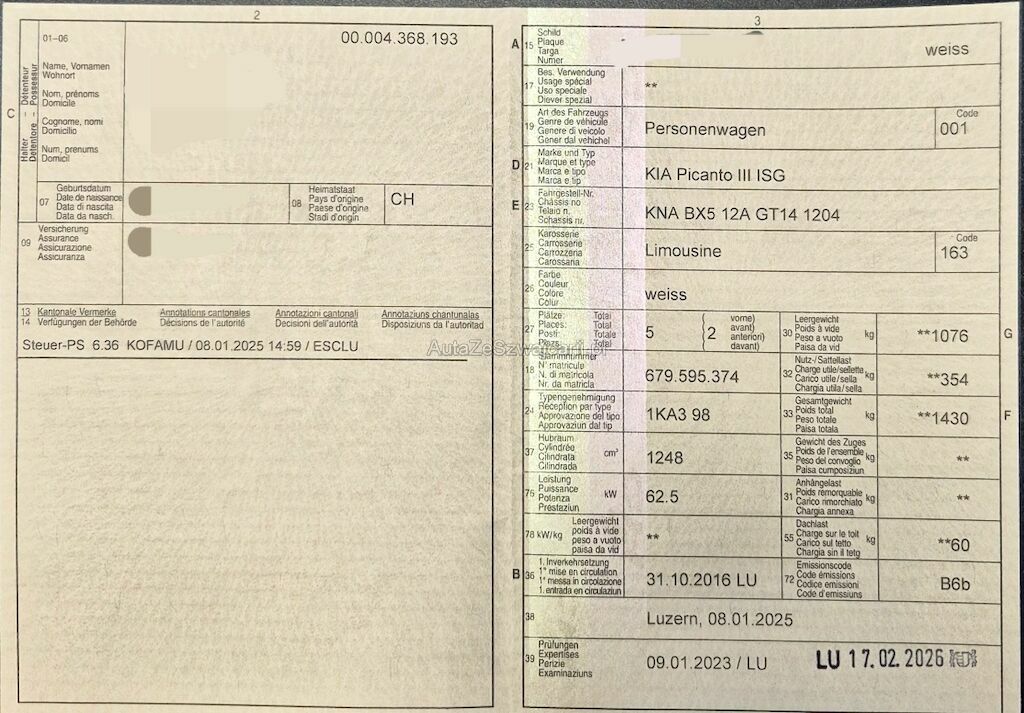 2
01-06
00.004.368.193
C
Halter – Détenteur
Detentore – Possessur
Name, Vornamen
Wohnort
Nom, prénoms
Domicile
Cognome, nomi
Domicilio
Num, prenums
Domicil
07
Geburtsdatum
Date de naissance
Data di nascita
Data da nasch.
08
Heimatstaat
Pays d'origine
Paese d'origine
Stadi d'origin
CH
09
Versicherung
Assurance
Assicurazione
Assicuranza
13 Kantonale Vermerke Annotations cantonales Annotazioni cantonali Annotaziuns chantunalas
14 Verfügungen der Behörde Décisions de l'autorité Decisioni dell'autorità Disposiziuns da l'autoritad
Steuer-PS 6.36 KOFAMU / 08.01.2025 14:59 / ESCLU
3
A 15
Schild
Plaque
Targa
Numer
weiss
17
Bes. Verwendung
Usage spécial
Uso speciale
Diever spezial
**
19
Art des Fahrzeugs
Genre de véhicule
Genere di veicolo
Gener dal vehichel
Personenwagen
Code
001
D 21
Marke und Typ
Marque et type
Marca e tipo
Marca e tip
KIA Picanto III ISG
E 23
Fahrgestell-Nr.
Châssis no
Telaio n.
Schassis nr.
KNA BX5 12A GT14 1204
25
Karosserie
Carrosserie
Carrozzeria
Carossaria
Limousine
Code
163
26
Farbe
Couleur
Colore
Colur
weiss
27
Plätze: Total
Places: Total
Posti: Totale
Plazs: Total
5
2
vorne)
avant)
anteriori)
davant)
30
Leergewicht
Poids à vide
Peso a vuoto
Paisa da vid
kg
**1076
G
18
Stammnummer
N° matricule
N. di matricola
Nr. da matricla
679.595.374
32
Nutz-/Sattellast
Charge utile/sellette
Carico utile/sella
Chargia utila/sella
kg
**354
24
Typengenehmigung
Réception par type
Approvazione del tipo
Approvaziun dal tip
1KA3 98
33
Gesamtgewicht
Poids total
Peso totale
Paisa totala
kg
**1430
F
37
Hubraum
Cylindrée
Cilindrata
Cilindrada
cm³
1248
35
Gewicht des Zuges
Poids de l'ensemble
Peso del convoglio
Paisa cumposiziun
kg
**
76
Leistung
Puissance
Potenza
Prestaziun
kW
62.5
31
Anhängelast
Poids remorquable
Carico rimorchiato
Chargia annexa
kg
**
78 kW/kg
Leergewicht
poids à vide
peso a vuoto
paisa da vid
**
55
Dachlast
Charge sur le toit
Carico sul tetto
Chargia sin il tetg
kg
**60
B 36
1. Inverkehrsetzung
1re mise en circulation
1a messa in circolazione
1. entrada en circulaziun
31.10.2016 LU
72
Emissionscode
Code émissions
Codice emissioni
Code d'emissiuns
B6b
38
Luzern, 08.01.2025
39
Prüfungen
Expertises
Perizie
Examinaziuns
09.01.2023 / LU
LU 17.02.2026
AutaZeSzwajcarii.pl